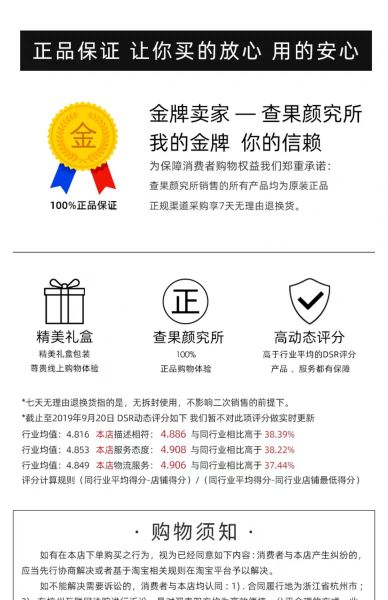 正品保证 让你买的放心 用的安心
金
100%正品保证
金牌卖家 — 查果颜究所
我的金牌 你的信赖
为保障消费者购物权益我们郑重承诺：
查果颜究所销售的所有产品均为原装正品
正规渠道采购享7天无理由退换货。
精美礼盒
精美礼盒包装
尊贵线上购物体验
正
查果颜究所
100%
正品购物体验
高动态评分
高于行业平均的DSR评分
产品 、服务都有保障
*七天无理由退换货指的是，无拆封使用，不影响二次销售的前提下。
*截止至2019年9月20日 DSR动态评分如下 我们暂不对此项评分做实时更新
行业均值：4.816 本店描述相符：4.886 与同行业相比高于 38.39%
行业均值：4.853 本店服务态度：4.908 与同行业相比高于 38.22%
行业均值：4.849 本店物流服务：4.906 与同行业相比高于 37.44%
评分计算规则（同行业平均得分-店铺得分）/（同行业平均得分-同行业店铺最低得分）
· 购物须知 ·
如有在本店下单购买之行为，视为已经同意如下内容：消费者与本店产生纠纷的，
应当先行协商解决或者基于淘宝相关规则在淘宝平台予以解决。
如不能解决需要诉讼的，消费者与本店均认同：1）. 合同履行地为浙江省杭州市；